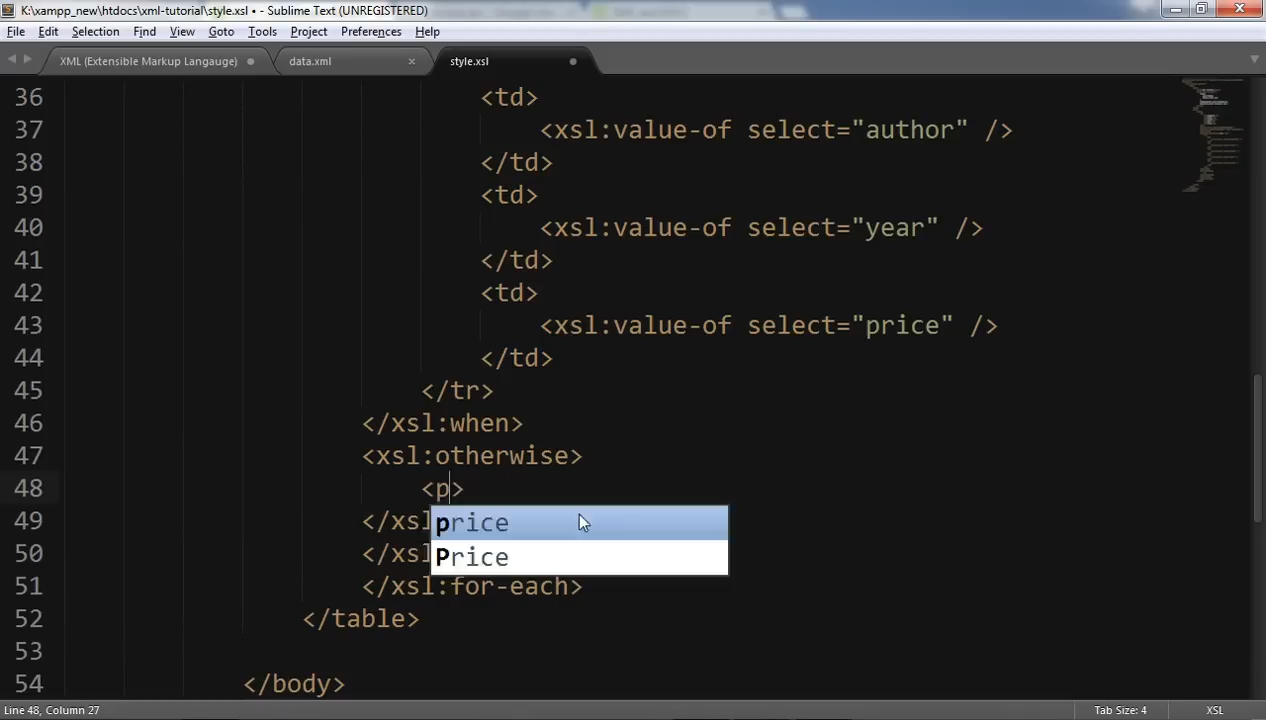 K:\xampp_new\htdocs\xml-tutorial\style.xsl • - Sublime Text (UNREGISTERED)
File Edit Selection Find View Goto Tools Project Preferences Help
XML (Extensible Markup Langauge) data.xml style.xsl
36 <td>
37 <xsl:value-of select="author" />
38 </td>
39 <td>
40 <xsl:value-of select="year" />
41 </td>
42 <td>
43 <xsl:value-of select="price" />
44 </td>
45 </tr>
46 </xsl:when>
47 <xsl:otherwise>
48 <p>
49 </xsl
price
50 </xsl
Price
51 </xsl:for-each>
52 </table>
53
54 </body>
Line 48, Column 27 Tab Size: 4 XSL